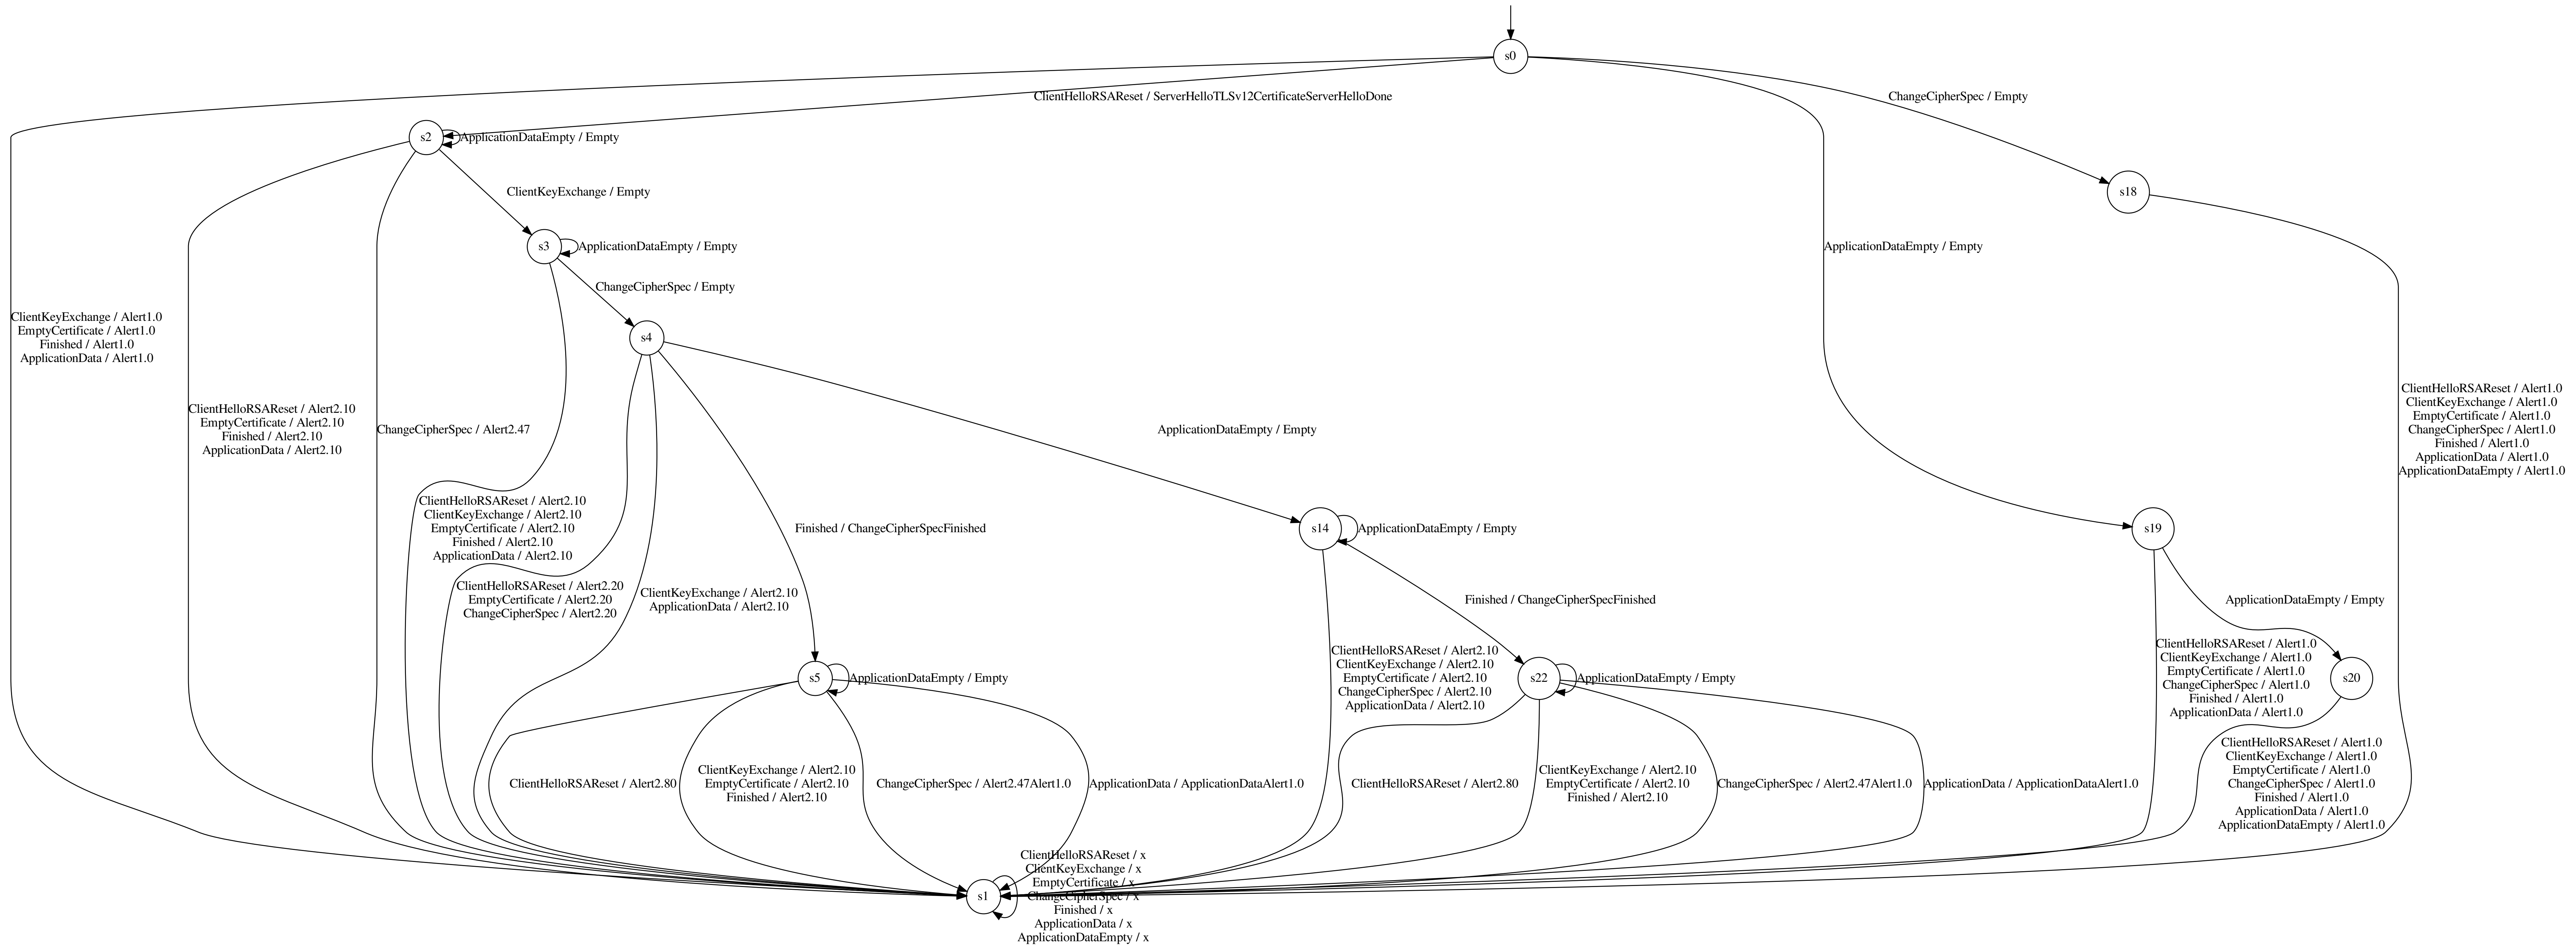 s0
ClientHelloRSAReset / ServerHelloTLSv12CertificateServerHelloDone
ChangeCipherSpec / Empty
s2
ApplicationDataEmpty / Empty
ClientKeyExchange / Empty
s18
s3
ApplicationDataEmpty / Empty
ApplicationDataEmpty / Empty
ChangeCipherSpec / Empty
ClientKeyExchange / Alert1.0
EmptyCertificate / Alert1.0
Finished / Alert1.0
ApplicationData / Alert1.0
s4
ClientHelloRSAReset / Alert2.10
EmptyCertificate / Alert2.10
Finished / Alert2.10
ApplicationData / Alert2.10
ChangeCipherSpec / Alert2.47
ApplicationDataEmpty / Empty
ClientHelloRSAReset / Alert1.0
ClientKeyExchange / Alert1.0
EmptyCertificate / Alert1.0
ChangeCipherSpec / Alert1.0
Finished / Alert1.0
ApplicationData / Alert1.0
ApplicationDataEmpty / Alert1.0
ClientHelloRSAReset / Alert2.10
ClientKeyExchange / Alert2.10
EmptyCertificate / Alert2.10
Finished / Alert2.10
ApplicationData / Alert2.10
Finished / ChangeCipherSpecFinished
s14
ApplicationDataEmpty / Empty
s19
ClientHelloRSAReset / Alert2.20
EmptyCertificate / Alert2.20
ChangeCipherSpec / Alert2.20
ClientKeyExchange / Alert2.10
ApplicationData / Alert2.10
Finished / ChangeCipherSpecFinished
ApplicationDataEmpty / Empty
s5
ApplicationDataEmpty / Empty
ClientHelloRSAReset / Alert2.10
ClientKeyExchange / Alert2.10
EmptyCertificate / Alert2.10
ChangeCipherSpec / Alert2.10
ApplicationData / Alert2.10
s22
ApplicationDataEmpty / Empty
ClientHelloRSAReset / Alert1.0
ClientKeyExchange / Alert1.0
EmptyCertificate / Alert1.0
ChangeCipherSpec / Alert1.0
Finished / Alert1.0
ApplicationData / Alert1.0
s20
ClientHelloRSAReset / Alert2.80
ClientKeyExchange / Alert2.10
EmptyCertificate / Alert2.10
Finished / Alert2.10
ChangeCipherSpec / Alert2.47Alert1.0
ApplicationData / ApplicationDataAlert1.0
ClientHelloRSAReset / Alert2.80
ClientKeyExchange / Alert2.10
EmptyCertificate / Alert2.10
Finished / Alert2.10
ChangeCipherSpec / Alert2.47Alert1.0
ApplicationData / ApplicationDataAlert1.0
ClientHelloRSAReset / Alert1.0
ClientKeyExchange / Alert1.0
EmptyCertificate / Alert1.0
ChangeCipherSpec / Alert1.0
Finished / Alert1.0
ApplicationData / Alert1.0
ApplicationDataEmpty / Alert1.0
s1
ClientHelloRSAReset / x
ClientKeyExchange / x
EmptyCertificate / x
ChangeCipherSpec / x
Finished / x
ApplicationData / x
ApplicationDataEmpty / x